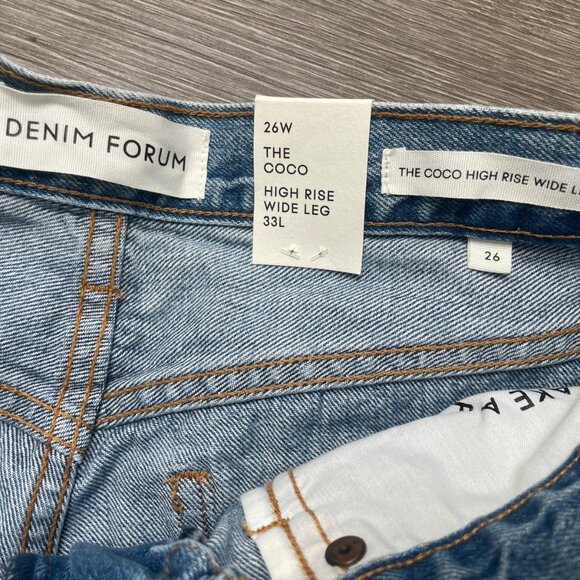 DENIM FORUM
26W
THE
COCO
HIGH RISE
WIDE LEG
33L
THE COCO HIGH RISE WIDE
26